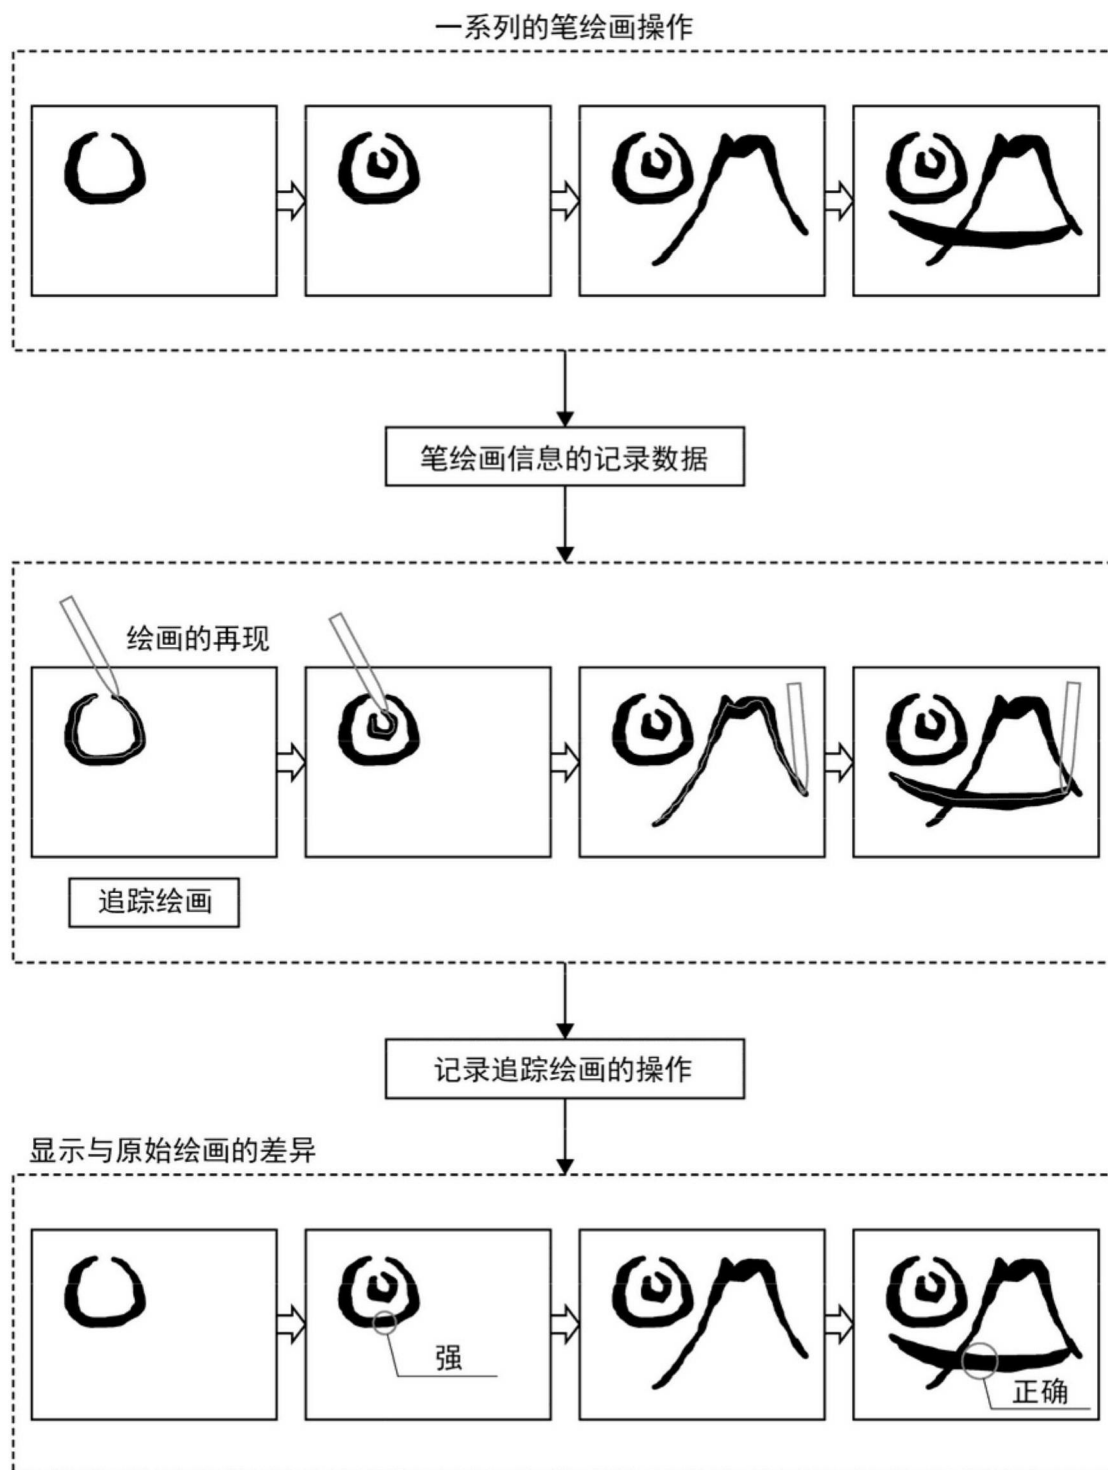 一系列的笔绘画操作
笔绘画信息的记录数据
绘画的再现
追踪绘画
记录追踪绘画的操作
显示与原始绘画的差异
强
正确